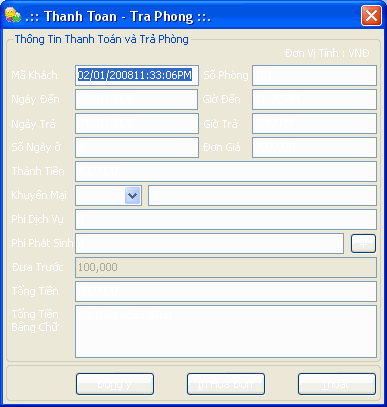 .:: Thanh Toan - Tra Phong ::.
Thông Tin Thanh Toán và Trả Phòng
Đơn Vị Tính : VNĐ
Mã Khách 02/01/200811:33:06PM Số Phòng
Ngày Đến Giờ Đến
Ngày Trả Giờ Trả
Số Ngày ở Đơn Giá
Thành Tiền
Khuyến Mại
Phí Dịch Vụ
Phí Phát Sinh
Đưa Trước 100,000
Tổng Tiền
Tổng Tiền
Bằng Chữ
Đồng ý In Hoá Đơn Thoát